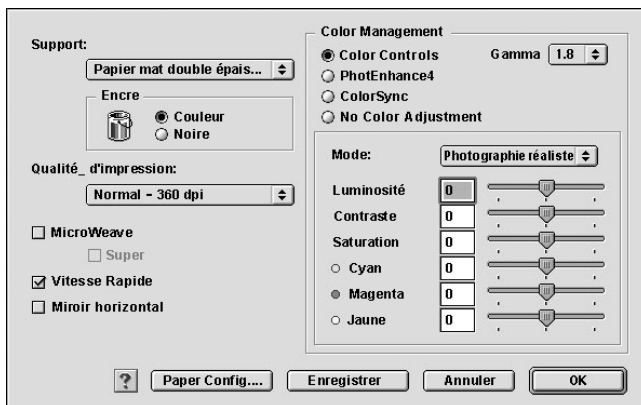 Support:
Papier mat double épais...
Encre
Couleur
Noire
Qualité_ d'impression:
Normal - 360 dpi
MicroWeave
Super
Vitesse Rapide
Miroir horizontal
Color Management
Color Controls
Gamma 1.8
PhotEnhance4
ColorSync
No Color Adjustment
Mode: Photographie réaliste
Luminosité 0
Contraste 0
Saturation 0
Cyan 0
Magenta 0
Jaune 0
? Paper Config.... Enregistrer Annuler OK